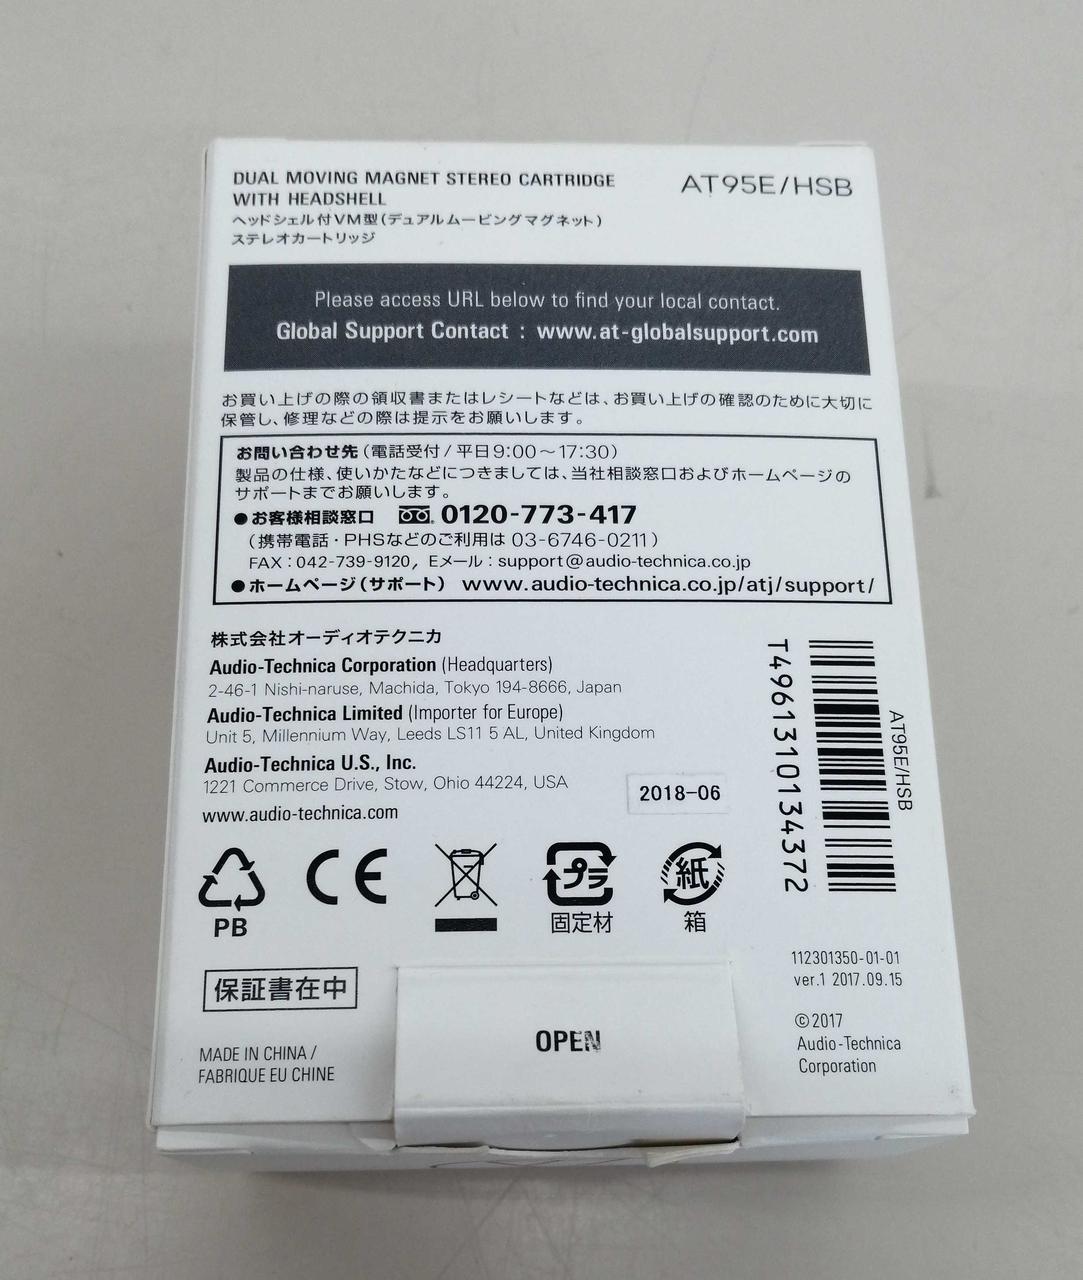 DUAL MOVING MAGNET STEREO CARTRIDGE
WITH HEADSHELL
ヘッドシェル付VM型(デュアルムービングマグネット)
ステレオカートリッジ
AT95E/HSB
Please access URL below to find your local contact.
Global Support Contact : www.at-globalsupport.com
お買い上げの際の領収書またはレシートなどは、お買い上げの確認のために大切に
保管し、修理などの際は提示をお願いします。
お問い合わせ先(電話受付/平日9:00～17:30)
製品の仕様、使いかたなどにつきましては、当社相談窓口およびホームページの
サポートまでお願いします。
●お客様相談窓口 0120-773-417
(携帯電話・PHSなどのご利用は 03-6746-0211)
FAX:042-739-9120, Eメール:support@audio-technica.co.jp
●ホームページ(サポート) www.audio-technica.co.jp/atj/support/
株式会社オーディオテクニカ
Audio-Technica Corporation (Headquarters)
2-46-1 Nishi-naruse, Machida, Tokyo 194-8666, Japan
Audio-Technica Limited (Importer for Europe)
Unit 5, Millennium Way, Leeds LS11 5 AL, United Kingdom
Audio-Technica U.S., Inc.
1221 Commerce Drive, Stow, Ohio 44224, USA
www.audio-technica.com
2018-06
T4961310134372
AT95E/HSB
PB
CE
プラ
固定材
紙
箱
保証書在中
MADE IN CHINA /
FABRIQUE EU CHINE
OPEN
112301350-01-01
ver.1 2017.09.15
©2017
Audio-Technica
Corporation